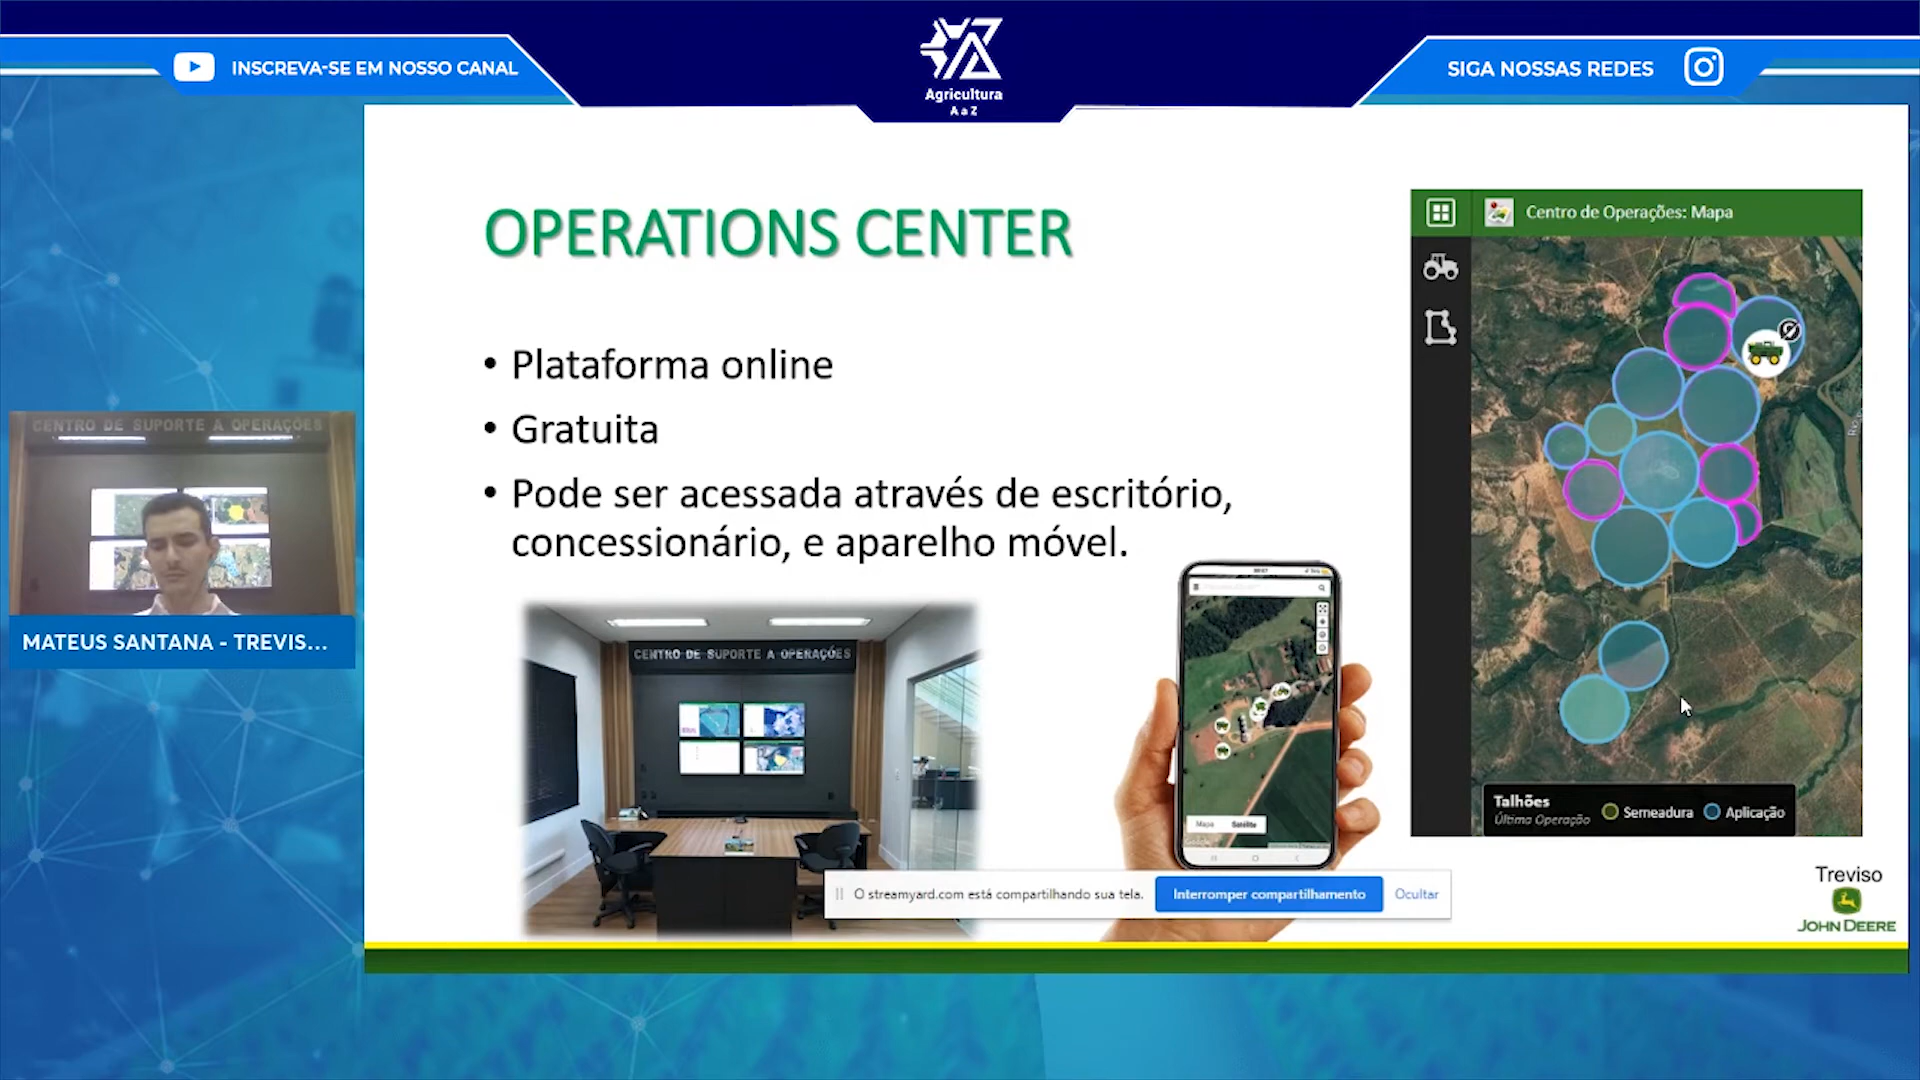 INSCREVA-SE EM NOSSO CANAL
Agricultura
A a Z
SIGA NOSSAS REDES
OPERATIONS CENTER
• Plataforma online
• Gratuita
• Pode ser acessada através de escritório,
concessionário, e aparelho móvel.
Centro de Operações: Mapa
Talhões
Última Operação
Semeadura
Aplicação
CENTRO DE SUPORTE A OPERAÇÕES
MATEUS SANTANA - TREVIS...
CENTRO DE SUPORTE A OPERAÇÕES
Mapa
Satélite
O streamyard.com está compartilhando sua tela.
Interromper compartilhamento
Ocultar
Treviso
JOHN DEERE